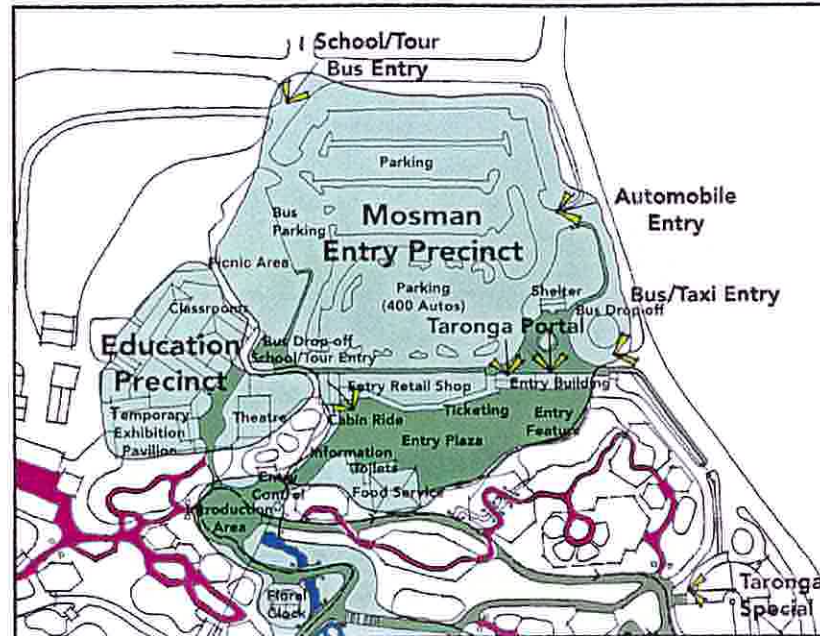 School/Tour
Bus Entry
Parking
Automobile
Entry
Bus
Parking
Mosman
Entry Precinct
Picnic Area
Parking
(400 Autos)
Shelter
Bus/Taxi Entry
Classrooms
Bus Drop-off
Taronga Portal
Education
Precinct
Bus Drop-off
School/Tour Entry
Entry Retail Shop
Entry Building
Temporary
Exhibition
Pavilion
Theatre
Cabin Ride
Ticketing
Entry
Feature
Entry Plaza
Information
Toilets
Food Service
Entry
Control
Introduction
Area
Floral
Clock
Taronga
Special